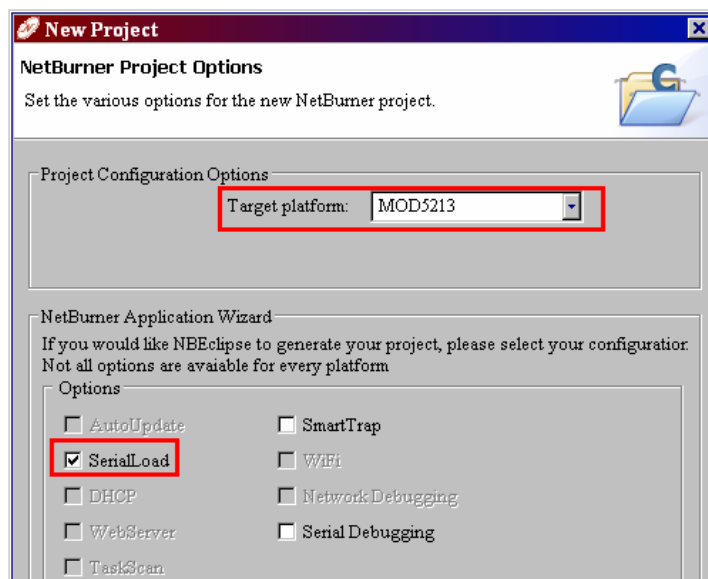 New Project
NetBurner Project Options
Set the various options for the new NetBurner project.
Project Configuration Options
Target platform: MOD5213
NetBurner Application Wizard
If you would like NBEclipse to generate your project, please select your configuration.
Not all options are avaiable for every platform
Options
AutoUpdate SmartTrap
SerialLoad WiFi
DHCP Network Debugging
WebServer Serial Debugging
TaskScan